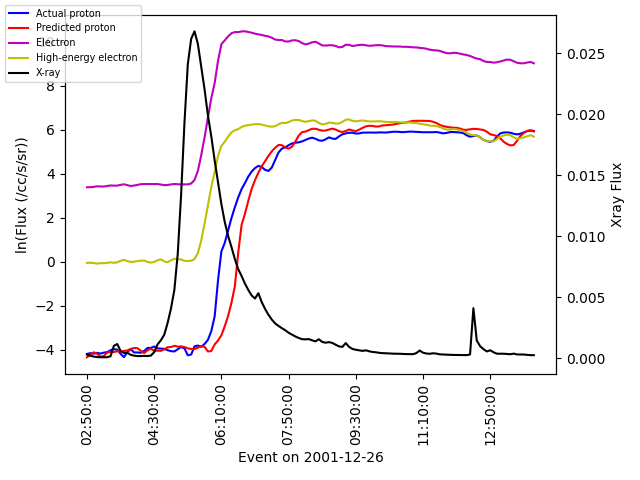 Actual proton
Predicted proton
Electron
High-energy electron
X-ray
ln(Flux (/cc/s/sr))
8
6
4
2
0
−2
−4
0.025
0.020
0.015
0.010
0.005
0.000
Xray Flux
02:50:00
04:30:00
06:10:00
07:50:00
09:30:00
11:10:00
12:50:00
Event on 2001-12-26